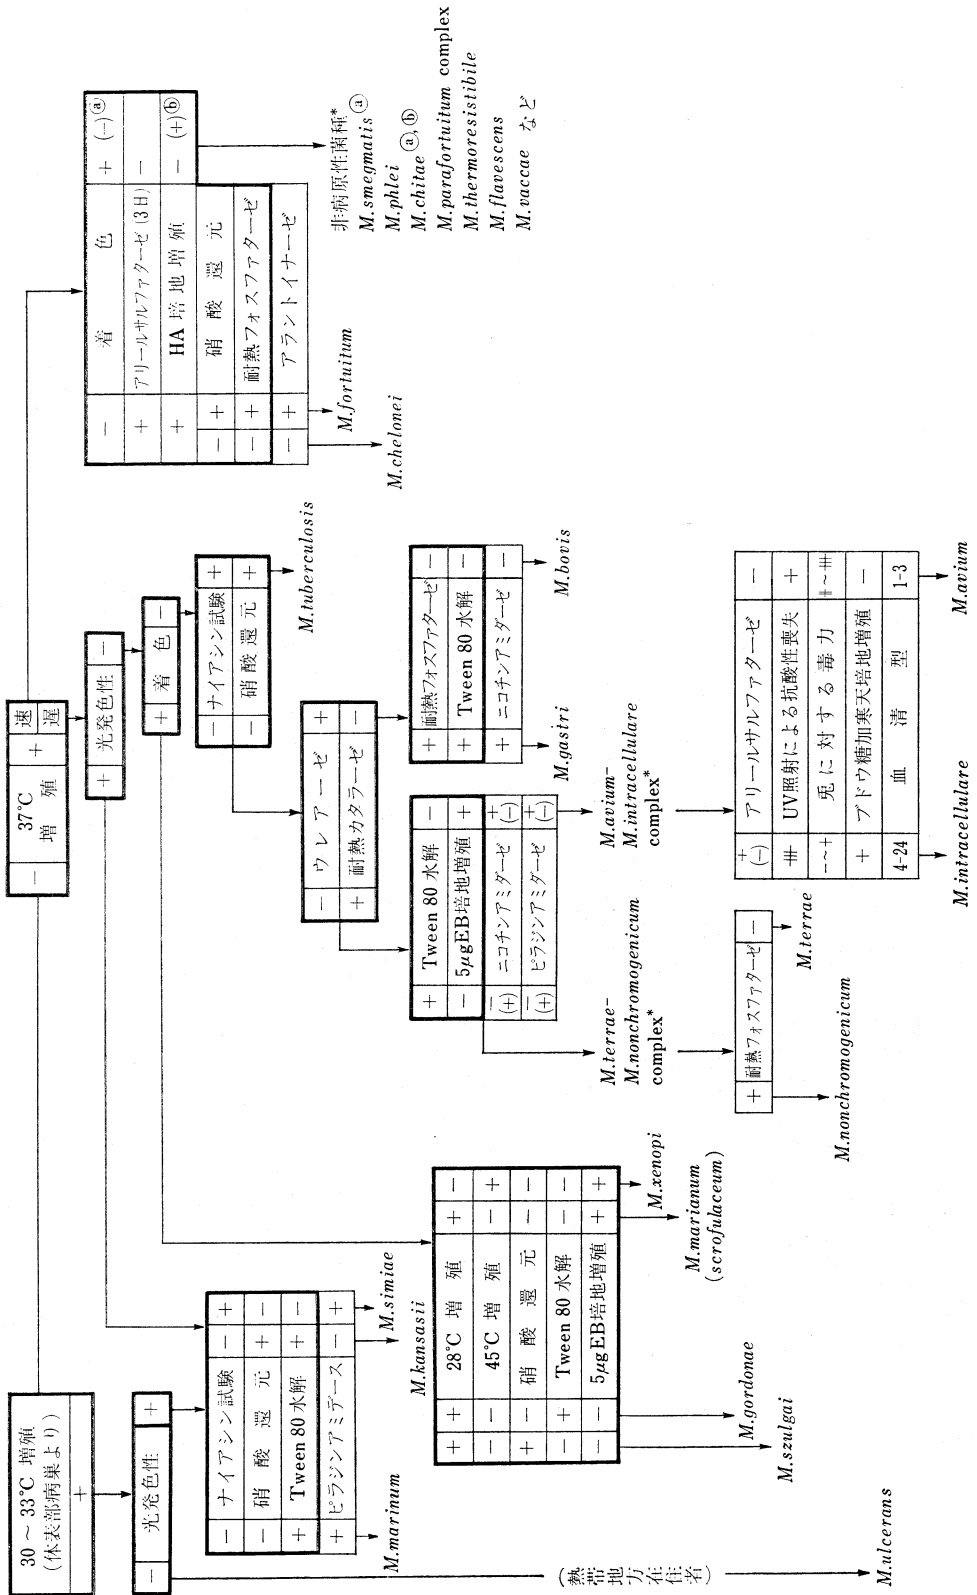 30～33℃ 増殖
(体表部病巣より)
+
37℃
増殖
−
+
速
遅
− 光発色性 +
+ 光発色性 −
+ 着色 −
− ナイアシン試験 − +
− 硝酸還元 + −
+ Tween 80 水解 + −
+ ピラジンアミデース − +
M.marinum
M.kansasii
M.simiae
(熱帯地方在住者)
M.ulcerans
+ + 28℃ 増殖 + −
− − 45℃ 増殖 − +
+ − 硝酸還元 − −
− + Tween 80 水解 − −
− − 5μgEB培地増殖 + +
M.szulgai
M.gordonae
M.marianum
(scrofulaceum)
M.xenopi
− ナイアシン試験 +
− 硝酸還元 +
M.tuberculosis
− ウレアーゼ +
+ 耐熱カタラーゼ −
+ Tween 80 水解 −
− 5μgEB培地増殖 +
−(+) ニコチンアミダーゼ +(−)
−(+) ピラジンアミダーゼ +(−)
M.terrae-
M.nonchromogenicum
complex*
M.avium-
M.intracellulare
complex*
+ 耐熱フォスファターゼ −
+ Tween 80 水解 −
+ ニコチンアミダーゼ −
M.gastri
M.bovis
+ 耐熱フォスファターゼ −
M.nonchromogenicum
M.terrae
+(−) アリールサルファターゼ −
⧻ UV照射による抗酸性喪失 +
−～+ 兎に対する毒力 ⧺～⧻
+ ブドウ糖加寒天培地増殖 −
4-24 血清型 1-3
M.intracellulare
M.avium
− 着色 + (−)ⓐ
+ アリールサルファターゼ(3H) −
+ HA 培地増殖 − (+)ⓑ
− + 硝酸還元
− + 耐熱フォスファターゼ
− + アラントイナーゼ
M.chelonei
M.fortuitum
非病原性菌種*
M.smegmatis ⓐ
M.phlei
M.chitae ⓐ,ⓑ
M.parafortuitum complex
M.thermoresistibile
M.flavescens
M.vaccae など